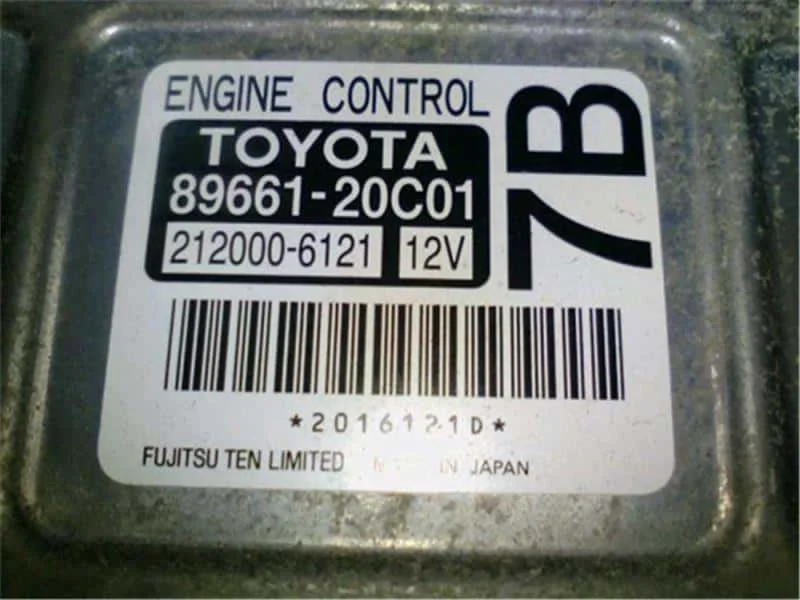 ENGINE CONTROL
TOYOTA
89661-20C01
212000-6121 12V
7B
*2016121D*
FUJITSU TEN LIMITED IN JAPAN